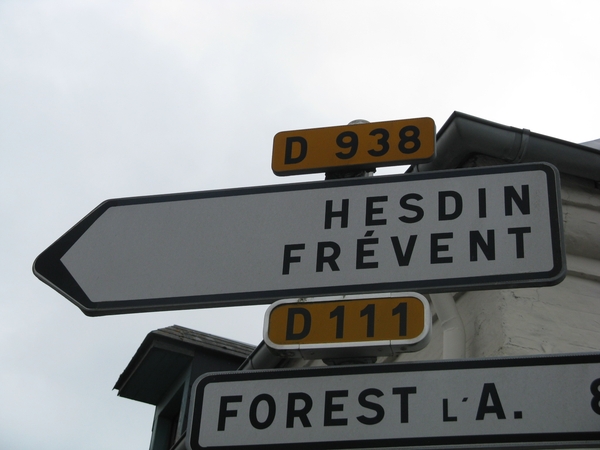 D 938
HESDIN
FRÉVENT
D 111
FOREST L'A.